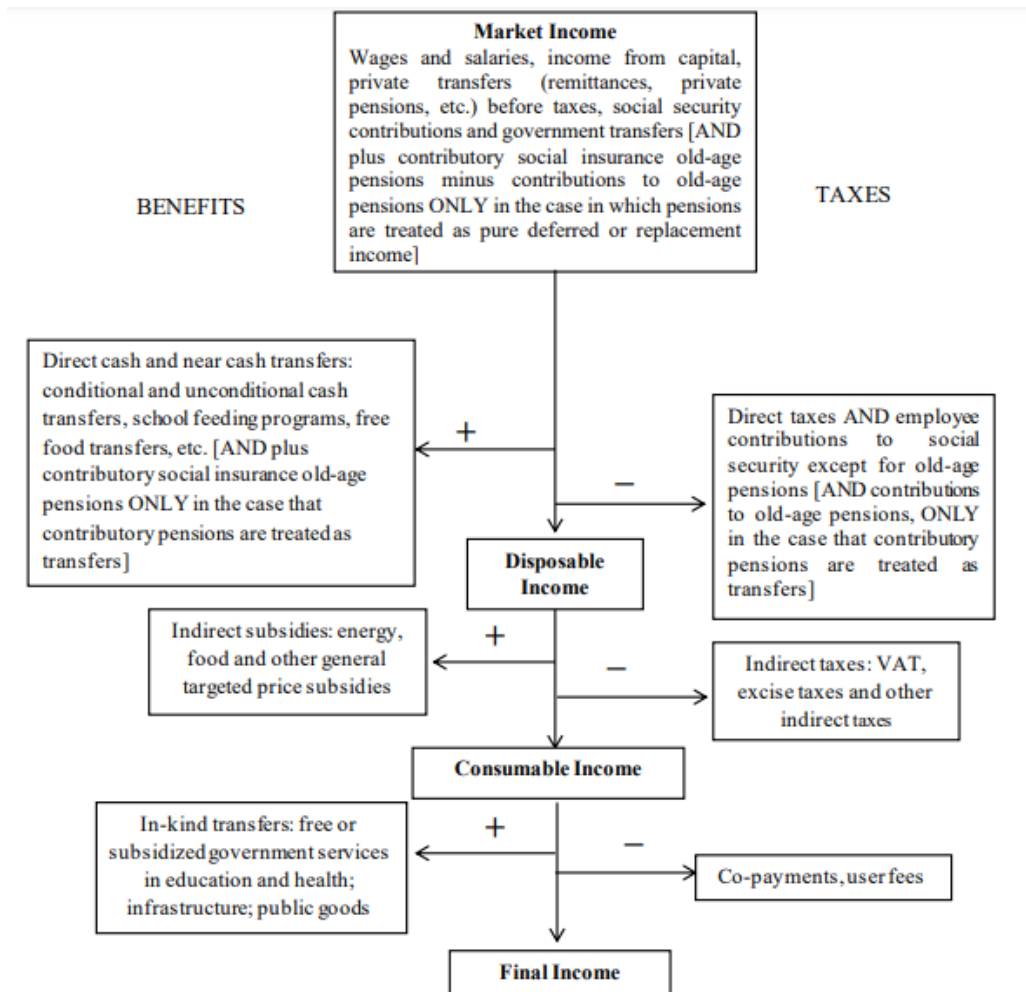 Market Income
Wages and salaries, income from capital,
private transfers (remittances, private
pensions, etc.) before taxes, social security
contributions and government transfers [AND
plus contributory social insurance old-age
pensions minus contributions to old-age
pensions ONLY in the case in which pensions
are treated as pure deferred or replacement
income]
BENEFITS
TAXES
Direct cash and near cash transfers:
conditional and unconditional cash
transfers, school feeding programs, free
food transfers, etc. [AND plus
contributory social insurance old-age
pensions ONLY in the case that
contributory pensions are treated as
transfers]
+
−
Direct taxes AND employee
contributions to social
security except for old-age
pensions [AND contributions
to old-age pensions, ONLY
in the case that contributory
pensions are treated as
transfers]
Disposable
Income
Indirect subsidies: energy,
food and other general
targeted price subsidies
+
−
Indirect taxes: VAT,
excise taxes and other
indirect taxes
Consumable Income
In-kind transfers: free or
subsidized government services
in education and health;
infrastructure; public goods
+
−
Co-payments, user fees
Final Income